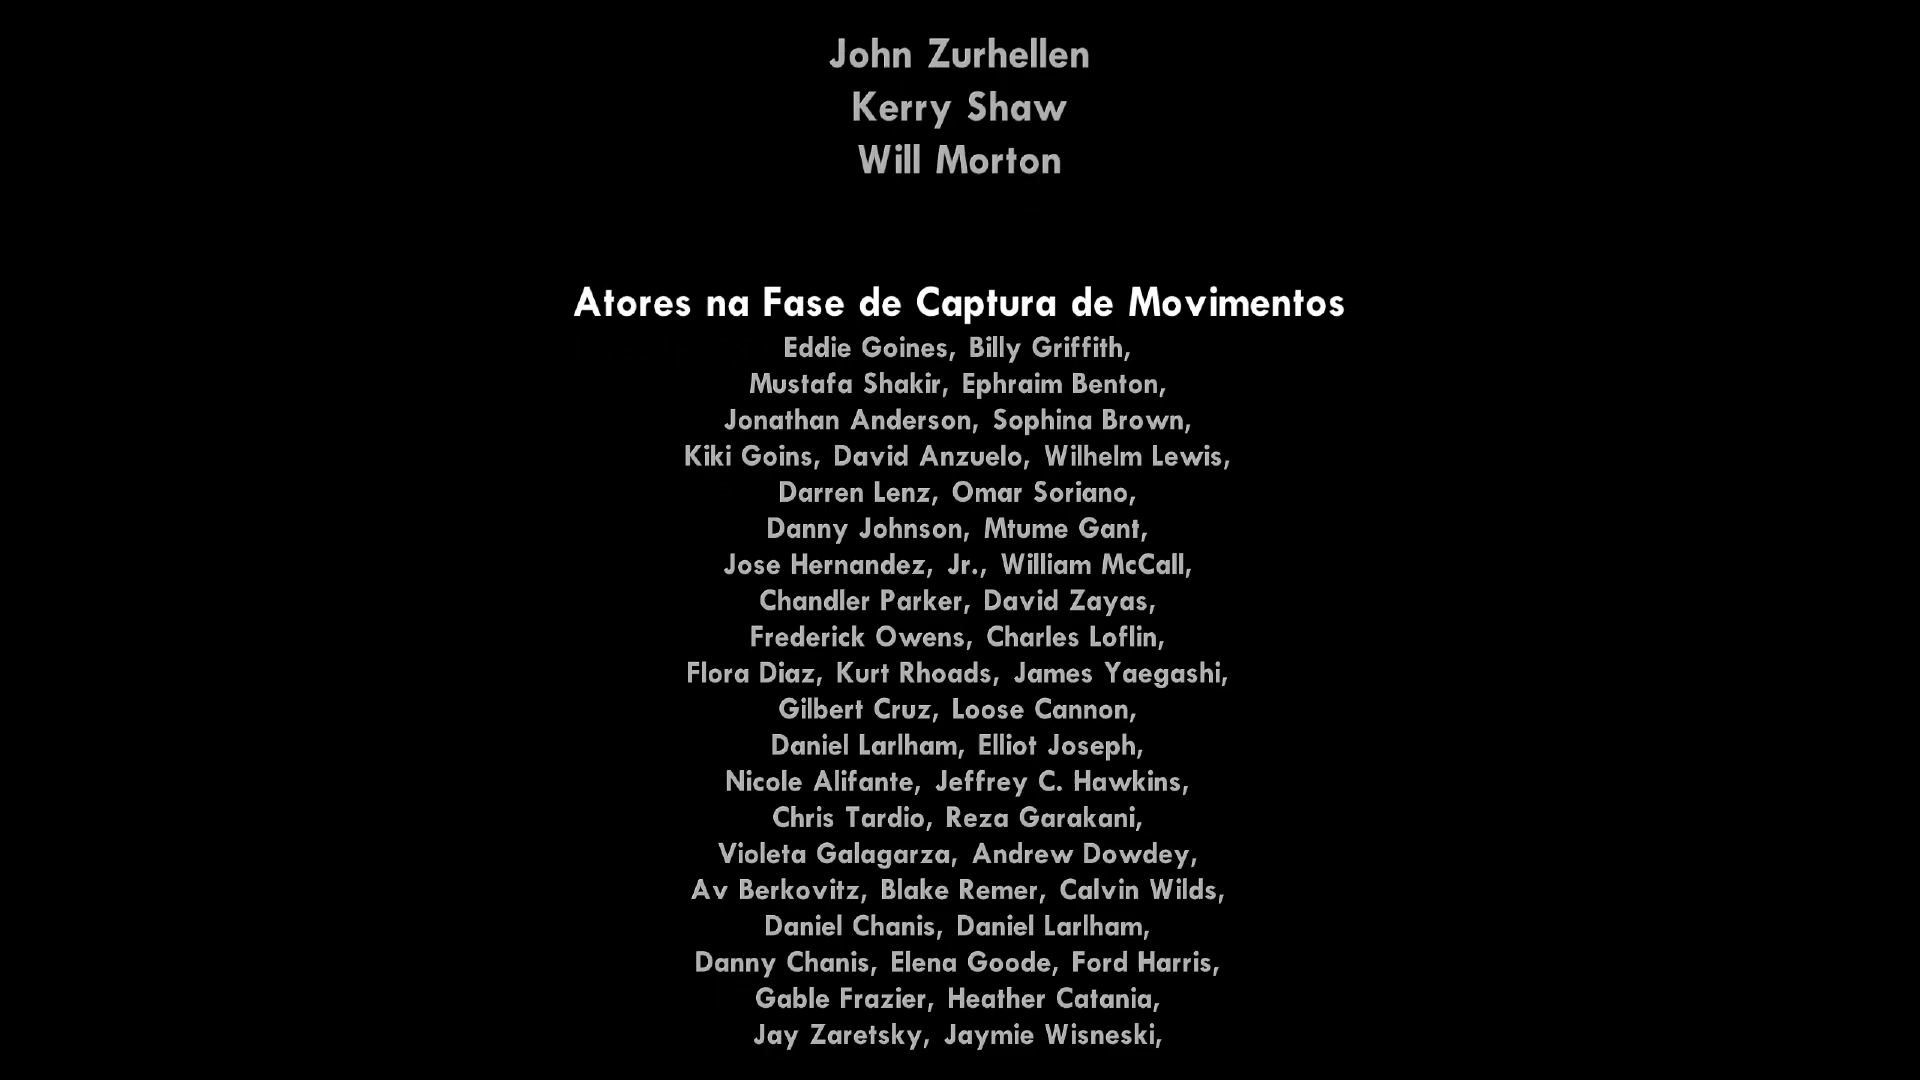 John Zurhellen
Kerry Shaw
Will Morton
Atores na Fase de Captura de Movimentos
Eddie Goines, Billy Griffith,
Mustafa Shakir, Ephraim Benton,
Jonathan Anderson, Sophina Brown,
Kiki Goins, David Anzuelo, Wilhelm Lewis,
Darren Lenz, Omar Soriano,
Danny Johnson, Mtume Gant,
Jose Hernandez, Jr., William McCall,
Chandler Parker, David Zayas,
Frederick Owens, Charles Loflin,
Flora Diaz, Kurt Rhoads, James Yaegashi,
Gilbert Cruz, Loose Cannon,
Daniel Larlham, Elliot Joseph,
Nicole Alifante, Jeffrey C. Hawkins,
Chris Tardio, Reza Garakani,
Violeta Galagarza, Andrew Dowdey,
Av Berkovitz, Blake Remer, Calvin Wilds,
Daniel Chanis, Daniel Larlham,
Danny Chanis, Elena Goode, Ford Harris,
Gable Frazier, Heather Catania,
Jay Zaretsky, Jaymie Wisneski,